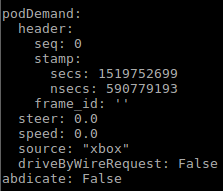 podDemand:
  header:
    seq: 0
    stamp:
      secs: 1519752699
      nsecs: 590779193
    frame_id: ''
  steer: 0.0
  speed: 0.0
  source: "xbox"
  driveByWireRequest: False
abdicate: False